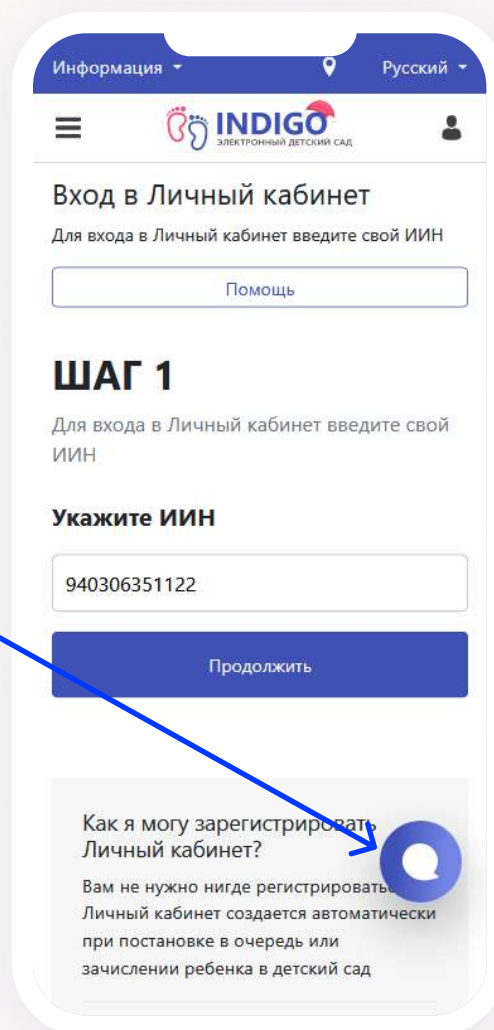 Информация
Русский
INDIGO
ЭЛЕКТРОННЫЙ ДЕТСКИЙ САД
Вход в Личный кабинет
Для входа в Личный кабинет введите свой ИИН
Помощь
ШАГ 1
Для входа в Личный кабинет введите свой
ИИН
Укажите ИИН
940306351122
Продолжить
Как я могу зарегистрировать
Личный кабинет?
Вам не нужно нигде
Личный кабинет создается автоматически
при постановке в очередь или
зачислении ребенка в детский сад